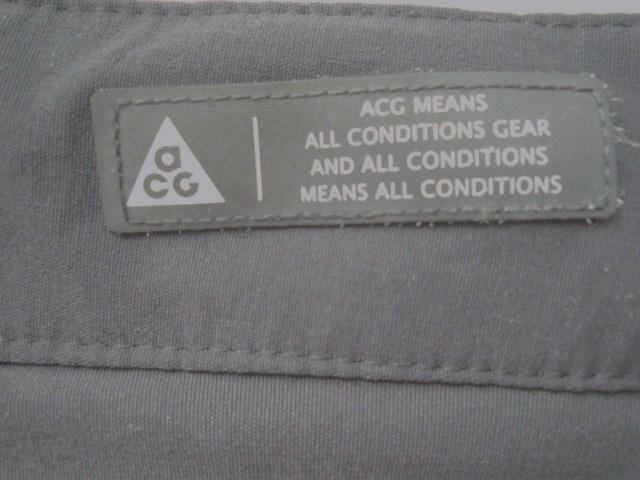 aCG
ACG MEANS
ALL CONDITIONS GEAR
AND ALL CONDITIONS
MEANS ALL CONDITIONS